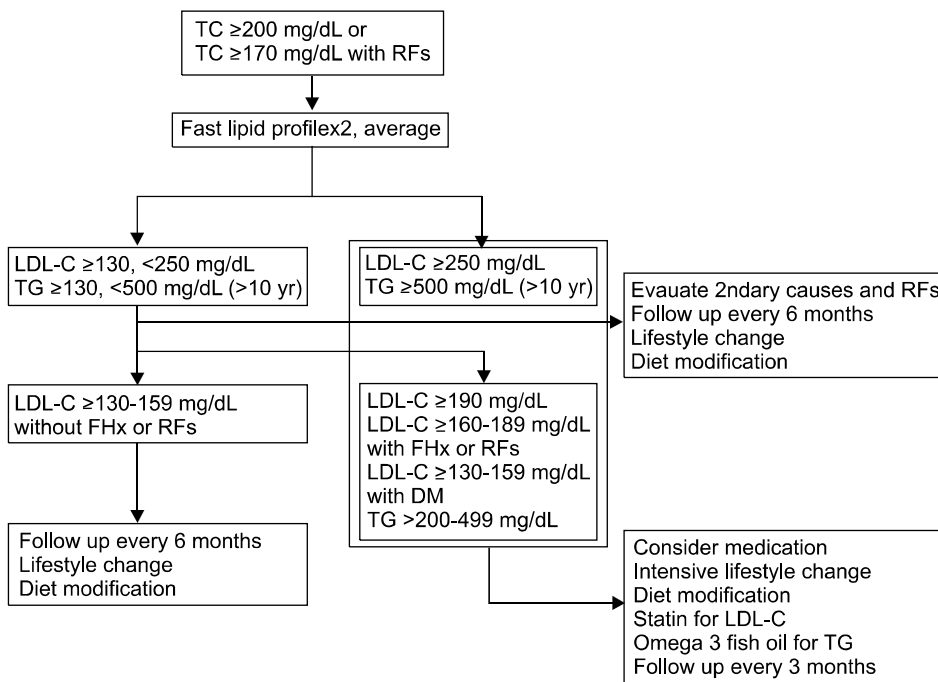 TC ≥200 mg/dL or
TC ≥170 mg/dL with RFs
Fast lipid profilex2, average
LDL-C ≥130, <250 mg/dL
TG ≥130, <500 mg/dL (>10 yr)
LDL-C ≥250 mg/dL
TG ≥500 mg/dL (>10 yr)
Evauate 2ndary causes and RFs
Follow up every 6 months
Lifestyle change
Diet modification
LDL-C ≥130-159 mg/dL
without FHx or RFs
LDL-C ≥190 mg/dL
LDL-C ≥160-189 mg/dL
with FHx or RFs
LDL-C ≥130-159 mg/dL
with DM
TG >200-499 mg/dL
Follow up every 6 months
Lifestyle change
Diet modification
Consider medication
Intensive lifestyle change
Diet modification
Statin for LDL-C
Omega 3 fish oil for TG
Follow up every 3 months